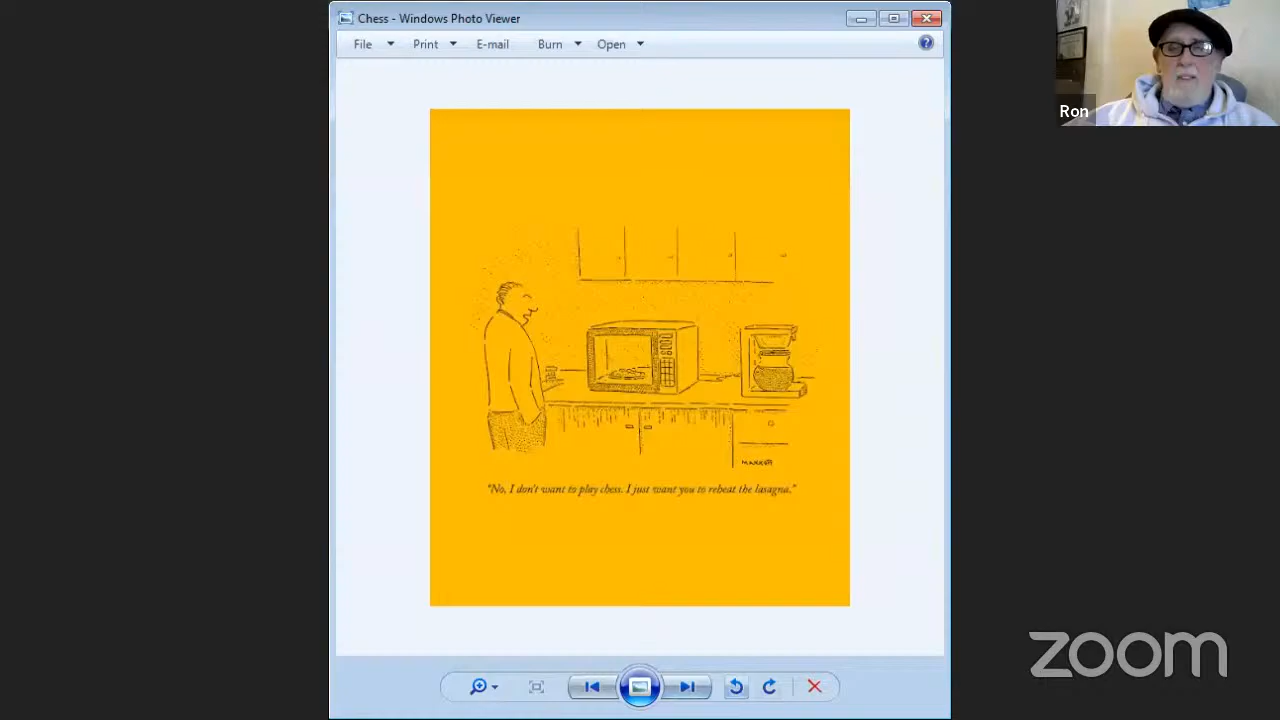 Chess - Windows Photo Viewer
File Print E-mail Burn Open
Ron
MANKOFF
"No, I don't want to play chess. I just want you to reheat the lasagna."
zoom